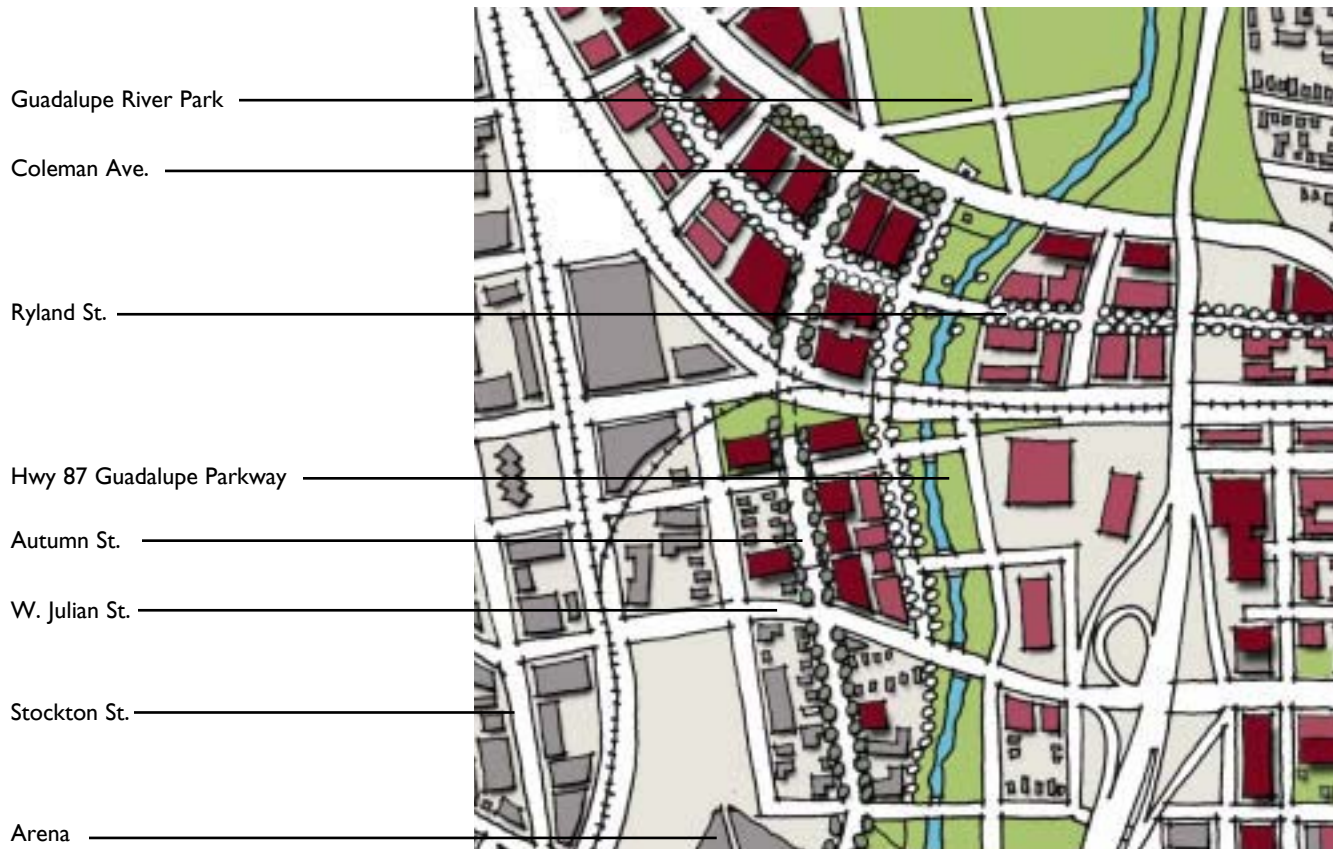 Guadalupe River Park
Coleman Ave.
Ryland St.
Hwy 87 Guadalupe Parkway
Autumn St.
W. Julian St.
Stockton St.
Arena